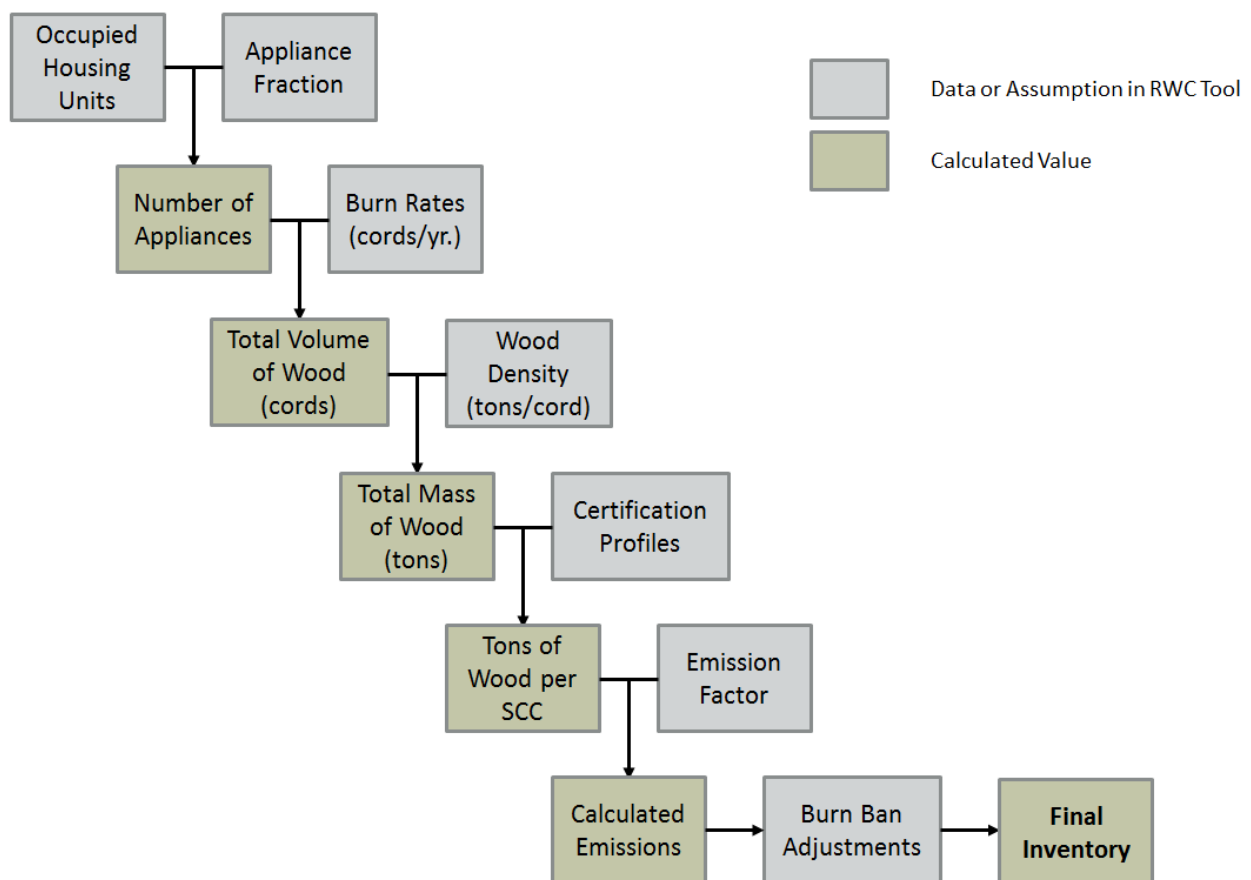 Occupied
Housing
Units
Appliance
Fraction
Data or Assumption in RWC Tool
Calculated Value
Number of
Appliances
Burn Rates
(cords/yr.)
Total Volume
of Wood
(cords)
Wood
Density
(tons/cord)
Total Mass
of Wood
(tons)
Certification
Profiles
Tons of
Wood per
SCC
Emission
Factor
Calculated
Emissions
Burn Ban
Adjustments
Final
Inventory